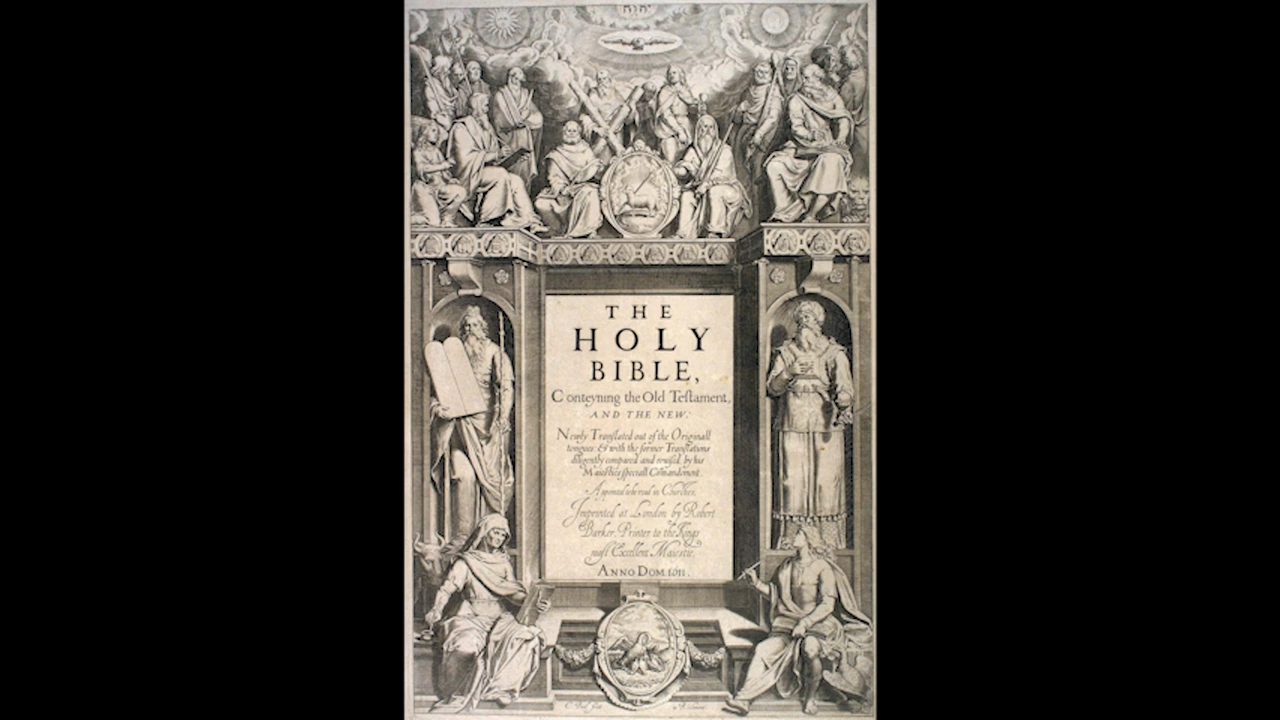 יהוה
THE
HOLY
BIBLE,
Conteyning the Old Teſtament,
AND THE NEW:
Newly Tranſlated out of the Originall
tongues: & with the former Tranſlations
diligently compared and reuiſed, by his
Maieſties ſpeciall Cõmandement.
Appointed to be read in Churches.
Imprinted at London by Robert
Barker, Printer to the Kings
moſt Excellent Maieſtie.
ANNO DOM. 1611.